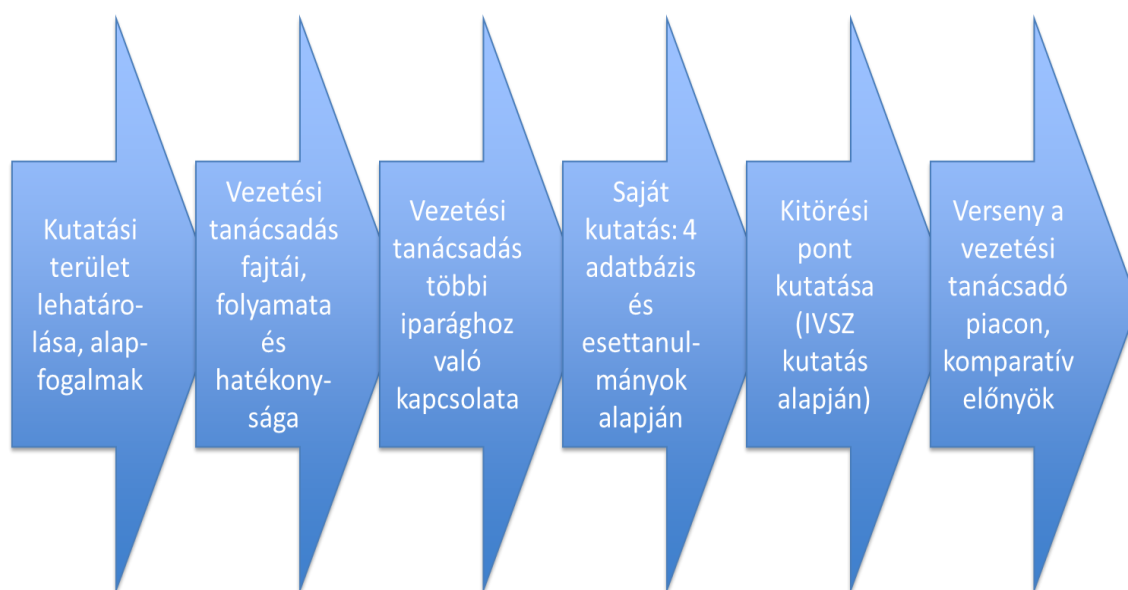 Kutatási
terület
lehatáro-
lása, alap-
fogalmak
Vezetési
tanácsadás
fajtái,
folyamata
és
hatékony-
sága
Vezetési
tanácsadás
többi
iparághoz
való
kapcsolata
Saját
kutatás: 4
adatbázis
és
esettanul-
mányok
alapján
Kitörési
pont
kutatása
(IVSZ
kutatás
alapján)
Verseny a
vezetési
tanácsadó
piacon,
komparatív
előnyök